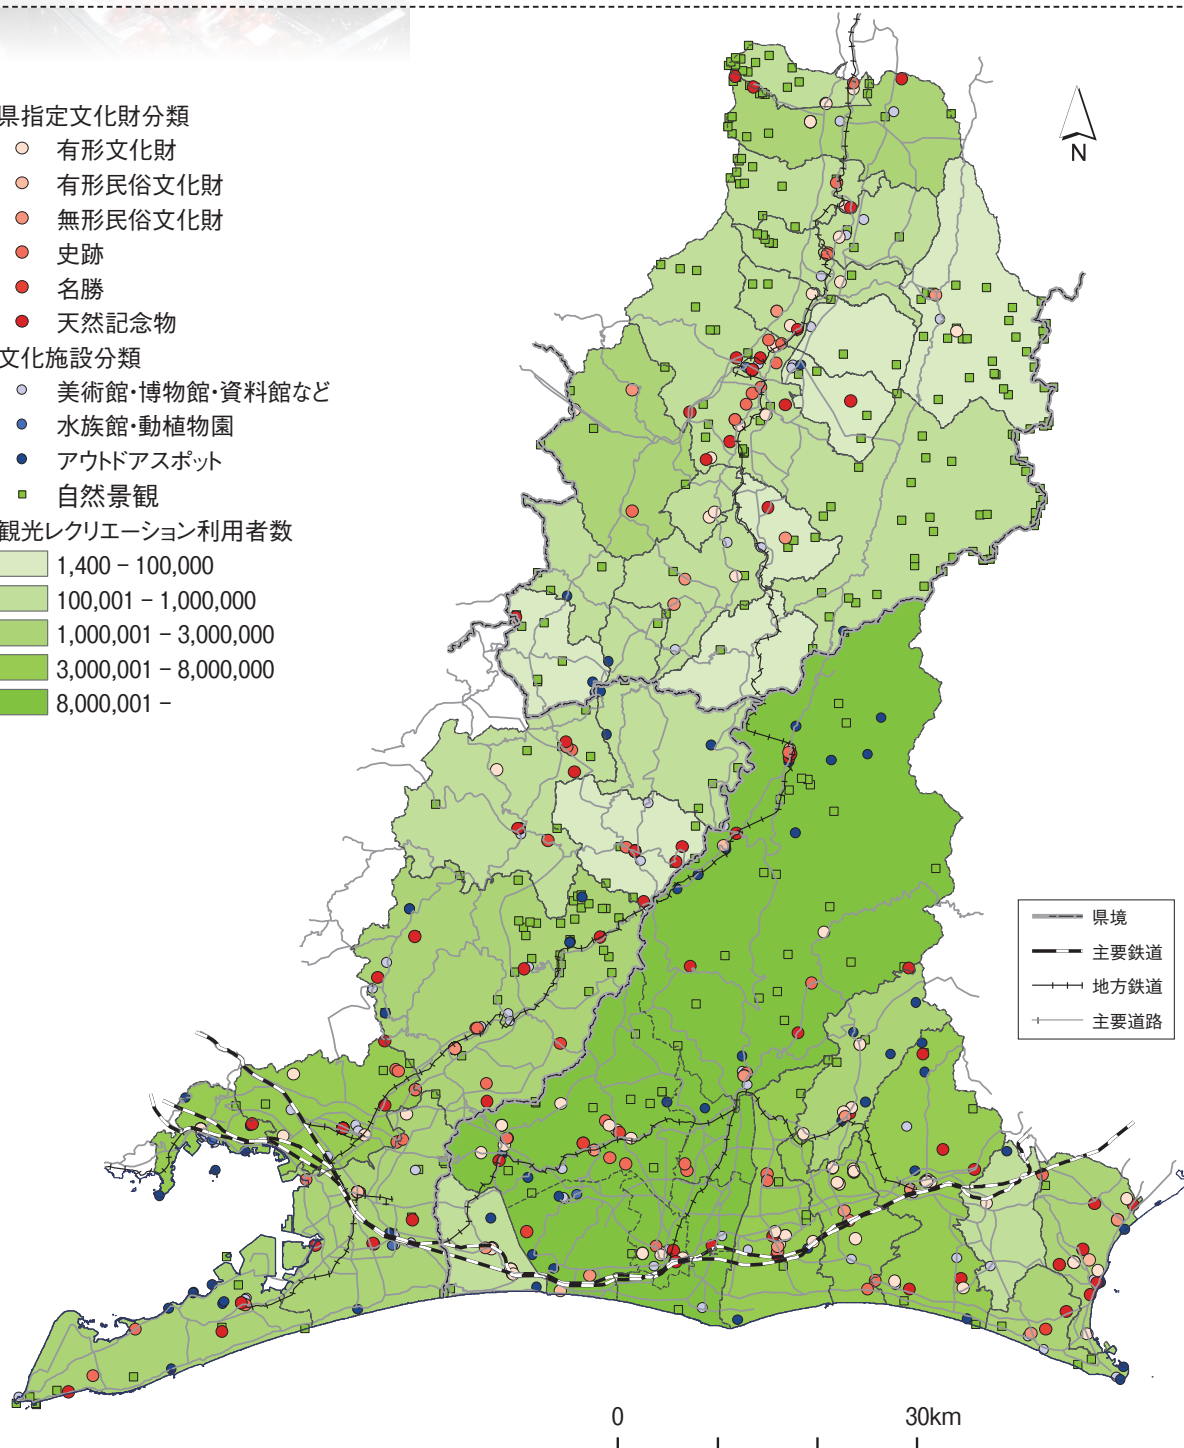 県指定文化財分類
有形文化財
有形民俗文化財
無形民俗文化財
史跡
名勝
天然記念物
文化施設分類
美術館・博物館・資料館など
水族館・動植物園
アウトドアスポット
自然景観
観光レクリエーション利用者数
1,400 − 100,000
100,001 − 1,000,000
1,000,001 − 3,000,000
3,000,001 − 8,000,000
8,000,001 −
N
県境
主要鉄道
地方鉄道
主要道路
0 30km